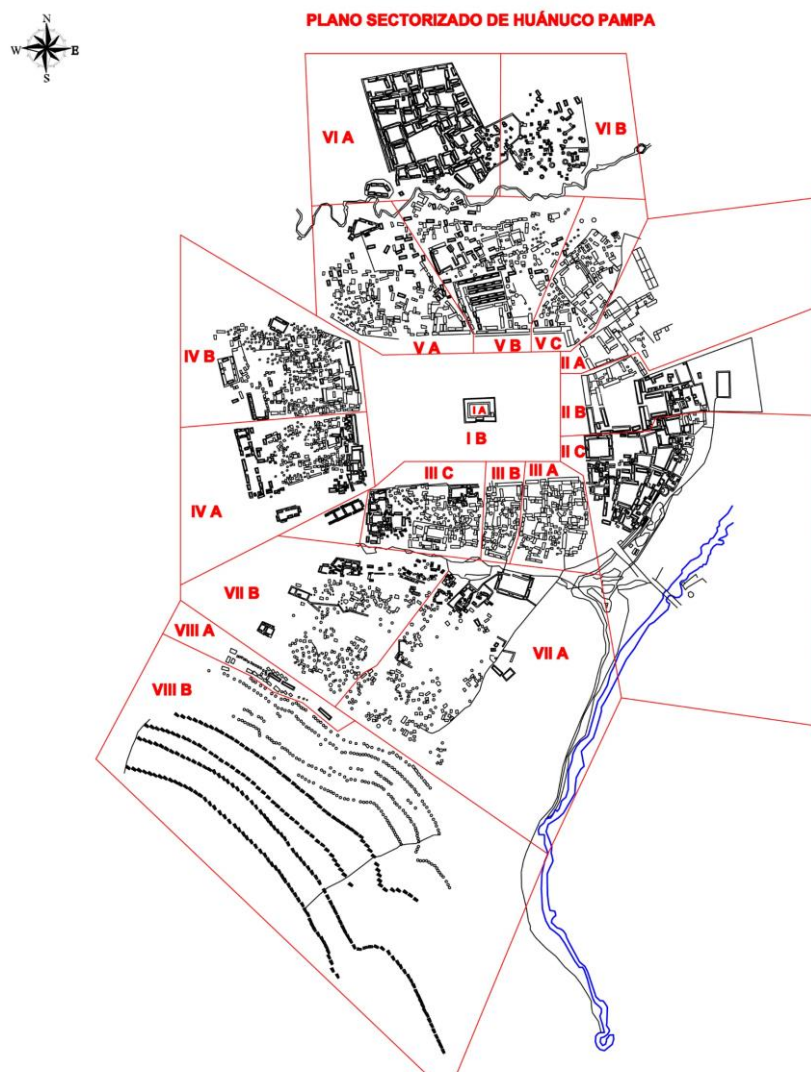 PLANO SECTORIZADO DE HUÁNUCO PAMPA
N
W E
S
VI A
VI B
V A
V B
V C
IV B
II A
II B
I A
I B
II C
III C
III B
III A
IV A
VII B
VIII A
VII A
VIII B